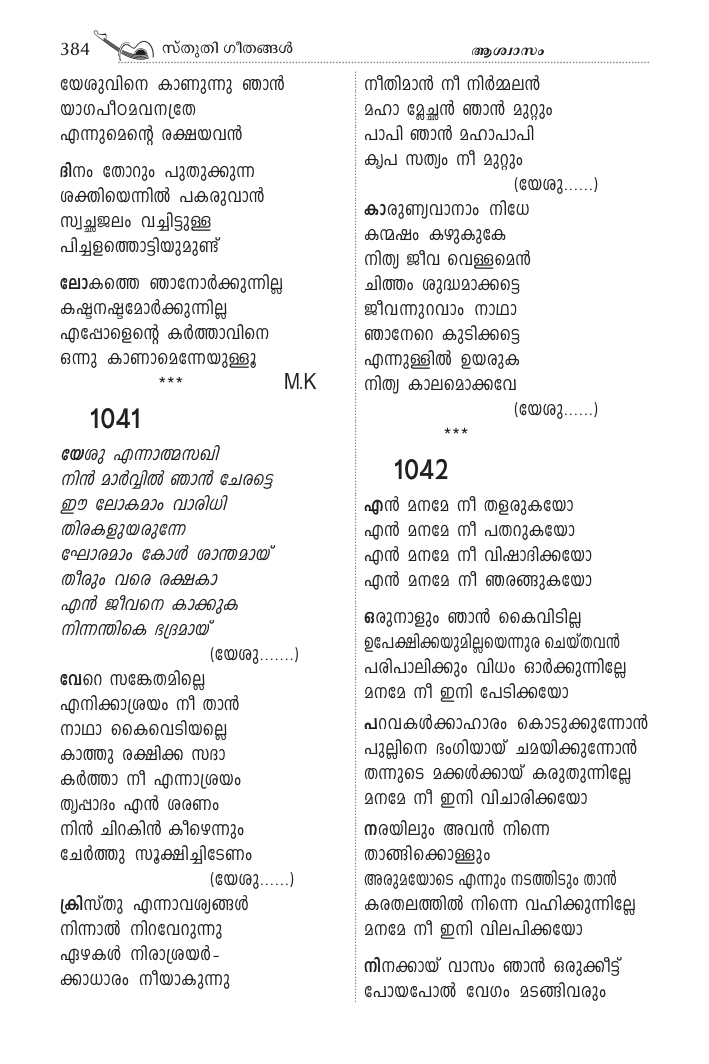 384 സ്തുതി ഗീതങ്ങൾ ആശ്വാസം
യേശുവിനെ കാണുന്നു ഞാൻ
യാഗപീഠമവനത്രേ
എന്നുമെന്റെ രക്ഷയവൻ
ദിനം തോറും പുതുക്കുന്ന
ശക്തിയെന്നിൽ പകരുവാൻ
സ്വച്ഛജലം വച്ചിട്ടുള്ള
പിച്ചളത്തൊട്ടിയുമുണ്ട്
ലോകത്തെ ഞാനോർക്കുന്നില്ല
കഷ്ടനഷ്ടമോർക്കുന്നില്ല
എപ്പോളെന്റെ കർത്താവിനെ
ഒന്നു കാണാമെന്നേയുള്ളൂ
*** M.K
1041
യേശു എന്നാത്മസഖി
നിൻ മാർവ്വിൽ ഞാൻ ചേരട്ടെ
ഈ ലോകമാം വാരിധി
തിരകളുയരുന്നേ
ഘോരമാം കോൾ ശാന്തമായ്
തീരും വരെ രക്ഷകാ
എൻ ജീവനെ കാക്കുക
നിന്നന്തികെ ഭദ്രമായ്
(യേശു.......)
വേറെ സങ്കേതമില്ലെ
എനിക്കാശ്രയം നീ താൻ
നാഥാ കൈവെടിയല്ലെ
കാത്തു രക്ഷിക്ക സദാ
കർത്താ നീ എന്നാശ്രയം
തൃപ്പാദം എൻ ശരണം
നിൻ ചിറകിൻ കീഴെന്നും
ചേർത്തു സൂക്ഷിച്ചിടേണം
(യേശു......)
ക്രിസ്തു എന്നാവശ്യങ്ങൾ
നിന്നാൽ നിറവേറുന്നു
ഏഴകൾ നിരാശ്രയർ-
ക്കാധാരം നീയാകുന്നു
നീതിമാൻ നീ നിർമ്മലൻ
മഹാ മ്ലേച്ഛൻ ഞാൻ മുറ്റും
പാപി ഞാൻ മഹാപാപി
കൃപ സത്യം നീ മുറ്റും
(യേശു......)
കാരുണ്യവാനാം നിധേ
കന്മഷം കഴുകുകേ
നിത്യ ജീവ വെള്ളമെൻ
ചിത്തം ശുദ്ധമാക്കട്ടെ
ജീവന്നുറവാം നാഥാ
ഞാനേറെ കുടിക്കട്ടെ
എന്നുള്ളിൽ ഉയരുക
നിത്യ കാലമൊക്കവേ
(യേശു......)
***
1042
എൻ മനമേ നീ തളരുകയോ
എൻ മനമേ നീ പതറുകയോ
എൻ മനമേ നീ വിഷാദിക്കയോ
എൻ മനമേ നീ ഞരങ്ങുകയോ
ഒരുനാളും ഞാൻ കൈവിടില്ല
ഉപേക്ഷിക്കയുമില്ലയെന്നുര ചെയ്തവൻ
പരിപാലിക്കും വിധം ഓർക്കുന്നില്ലേ
മനമേ നീ ഇനി പേടിക്കയോ
പറവകൾക്കാഹാരം കൊടുക്കുന്നോൻ
പുല്ലിനെ ഭംഗിയായ് ചമയിക്കുന്നോൻ
തന്നുടെ മക്കൾക്കായ് കരുതുന്നില്ലേ
മനമേ നീ ഇനി വിചാരിക്കയോ
നരയിലും അവൻ നിന്നെ
താങ്ങിക്കൊള്ളും
അരുമയോടെ എന്നും നടത്തിടും താൻ
കരതലത്തിൽ നിന്നെ വഹിക്കുന്നില്ലേ
മനമേ നീ ഇനി വിലപിക്കയോ
നിനക്കായ് വാസം ഞാൻ ഒരുക്കീട്ട്
പോയപോൽ വേഗം മടങ്ങിവരും